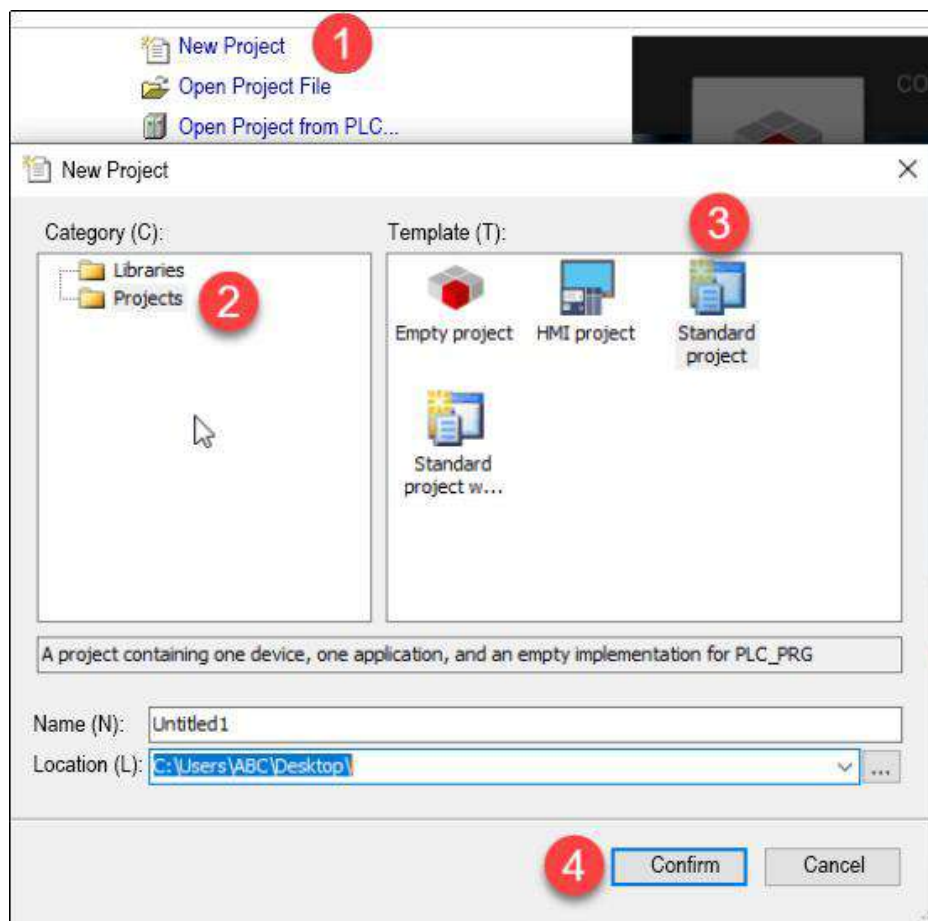 New Project
1
Open Project File
Open Project from PLC...
CO
New Project
Category (C):
Template (T):
3
Libraries
Projects
2
Empty project
HMI project
Standard
project
Standard
project w...
A project containing one device, one application, and an empty implementation for PLC_PRG
Name (N):
Untitled1
Location (L):
C:\Users\ABC\Desktop\
...
4
Confirm
Cancel